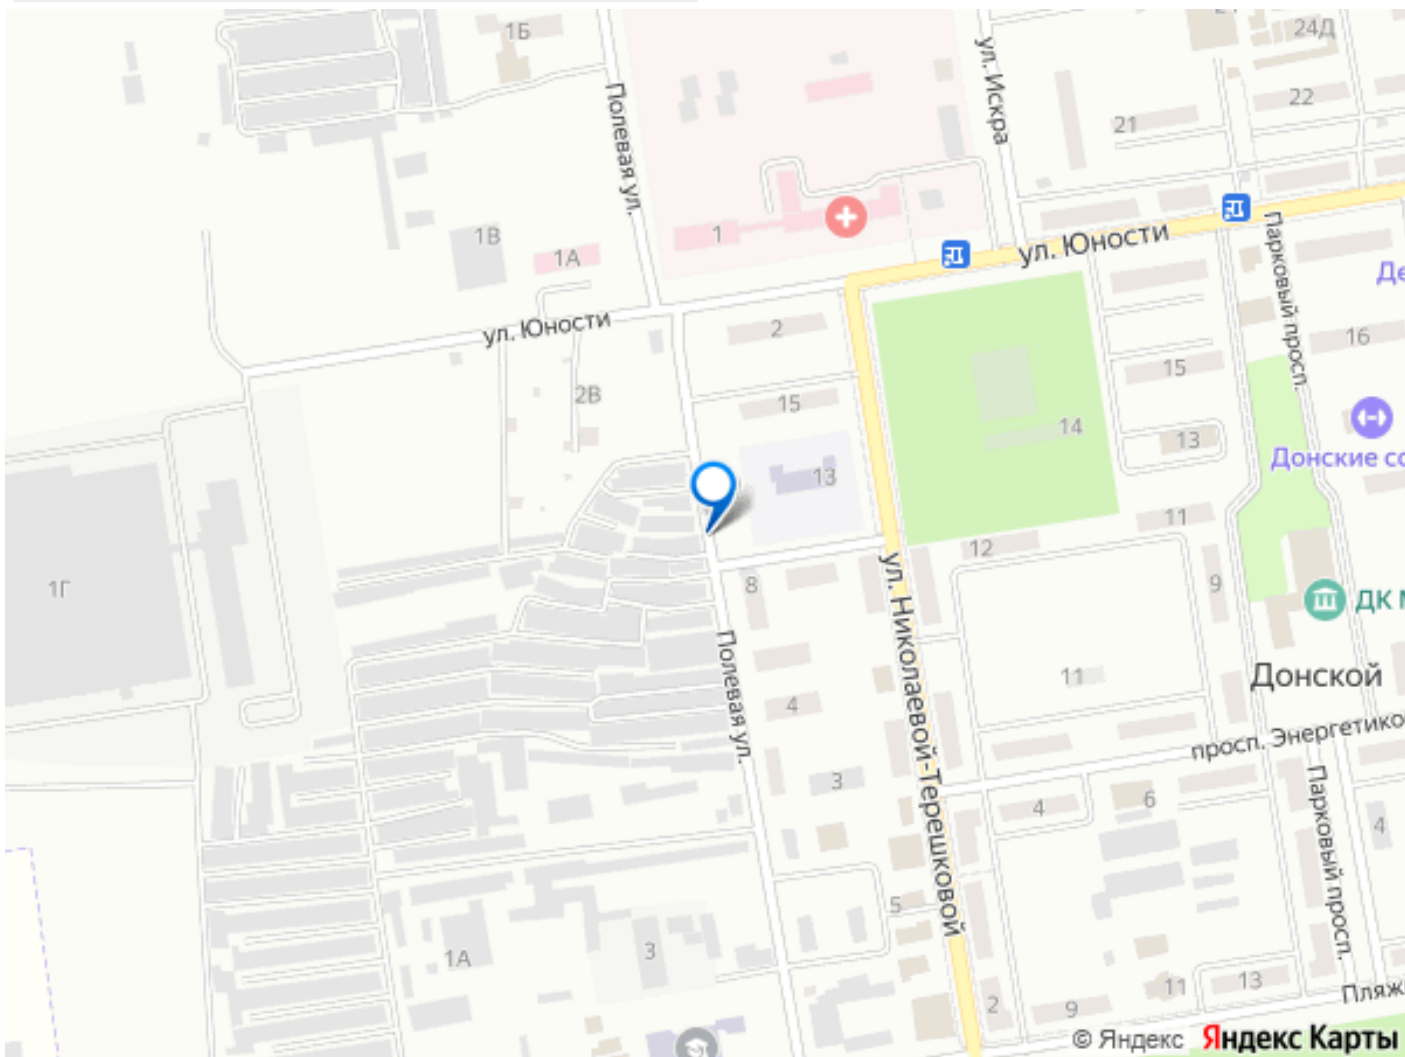 1Б
24Д
22
21
ул. Искра
Полевая ул.
1
1В
1А
ул. Юности
Парковый просп.
Де
ул. Юности
2
16
15
2В
15
14
13
Донские со
13
11
12
1Г
8
9
ДК М
ул. Николаевой-Терешковой
Полевая ул.
11
Донской
4
просп. Энергетико
3
4
6
Парковый просп.
4
5
1А
3
13
11
2
9
Пляж
© Яндекс Яндекс Карты